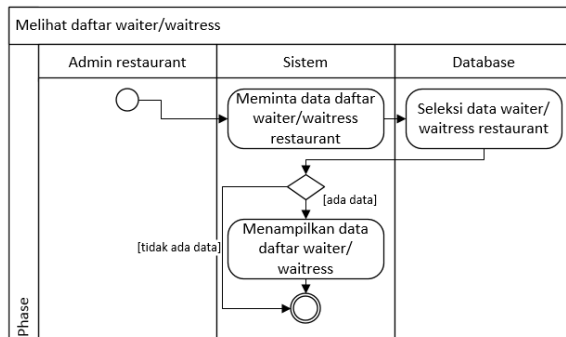 Melihat daftar waiter/waitress
Admin restaurant
Sistem
Database
Meminta data daftar
waiter/waitress
restaurant
Seleksi data waiter/
waitress restaurant
[ada data]
[tidak ada data]
Menampilkan data
daftar waiter/
waitress
Phase